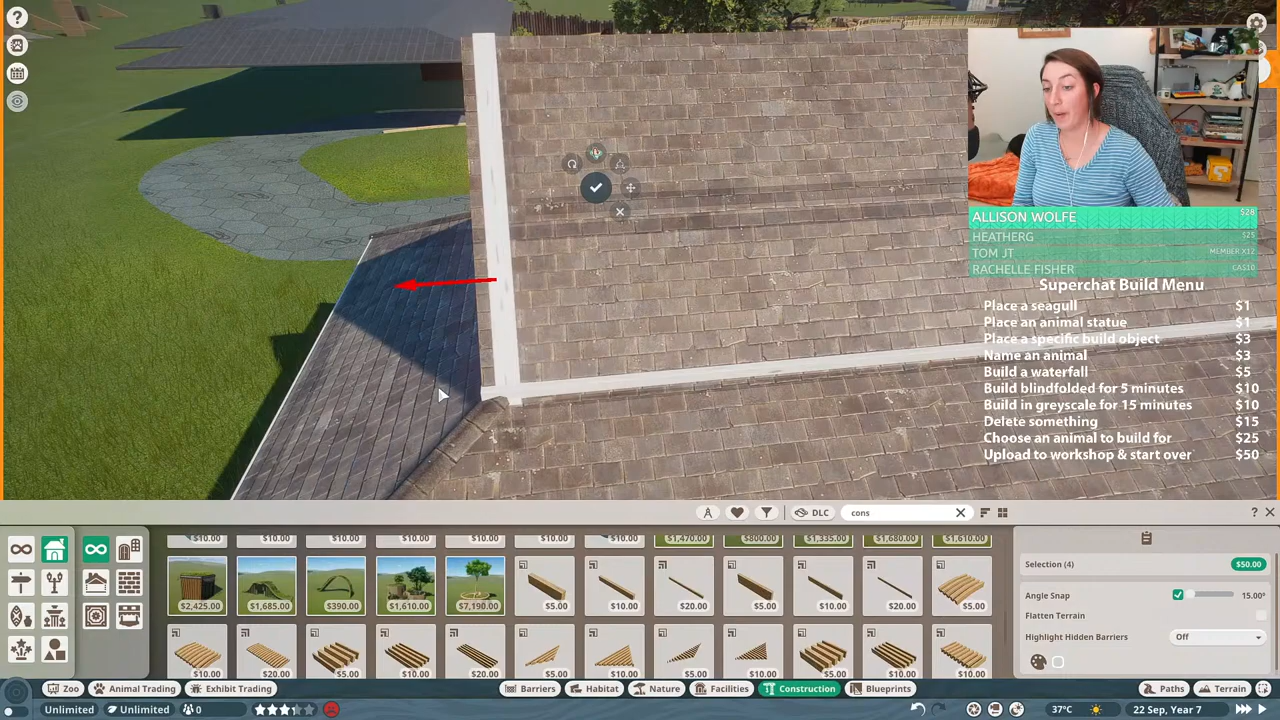 ALLISON WOLFE $28
HEATHERG $25
TOM JT MEMBER X12
RACHELLE FISHER CA$10
Superchat Build Menu
Place a seagull $1
Place an animal statue $1
Place a specific build object $3
Name an animal $3
Build a waterfall $5
Build blindfolded for 5 minutes $10
Build in greyscale for 15 minutes $10
Delete something $15
Choose an animal to build for $25
Upload to workshop & start over $50
DLC cons
? X
$10.00 $10.00 $10.00 $10.00 $10.00 $10.00 $10.00 $1,470.00 $800.00 $1,335.00 $1,680.00 $1,610.00
$2,425.00 $1,685.00 $390.00 $1,610.00 $7,190.00 $5.00 $10.00 $20.00 $5.00 $10.00 $20.00 $5.00
$10.00 $20.00 $5.00 $10.00 $20.00 $5.00 $10.00 $5.00 $10.00 $5.00 $10.00 $10.00
Selection (4) $50.00
Angle Snap 15.00°
Flatten Terrain
Highlight Hidden Barriers Off
Zoo Animal Trading Exhibit Trading Barriers Habitat Nature Facilities Construction Blueprints Paths Terrain
Unlimited Unlimited 0 37°C 22 Sep, Year 7